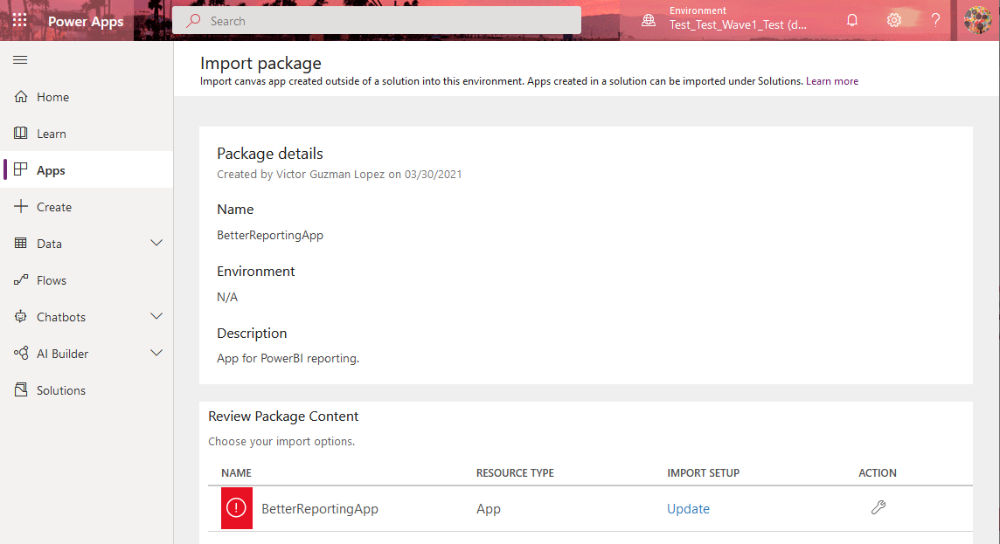 Power Apps
Search
Environment
Test_Test_Wave1_Test (d...
Home
Learn
Apps
Create
Data
Flows
Chatbots
AI Builder
Solutions
Import package
Import canvas app created outside of a solution into this environment. Apps created in a solution can be imported under Solutions. Learn more
Package details
Created by Victor Guzman Lopez on 03/30/2021
Name
BetterReportingApp
Environment
N/A
Description
App for PowerBI reporting.
Review Package Content
Choose your import options.
NAME RESOURCE TYPE IMPORT SETUP ACTION
BetterReportingApp App Update